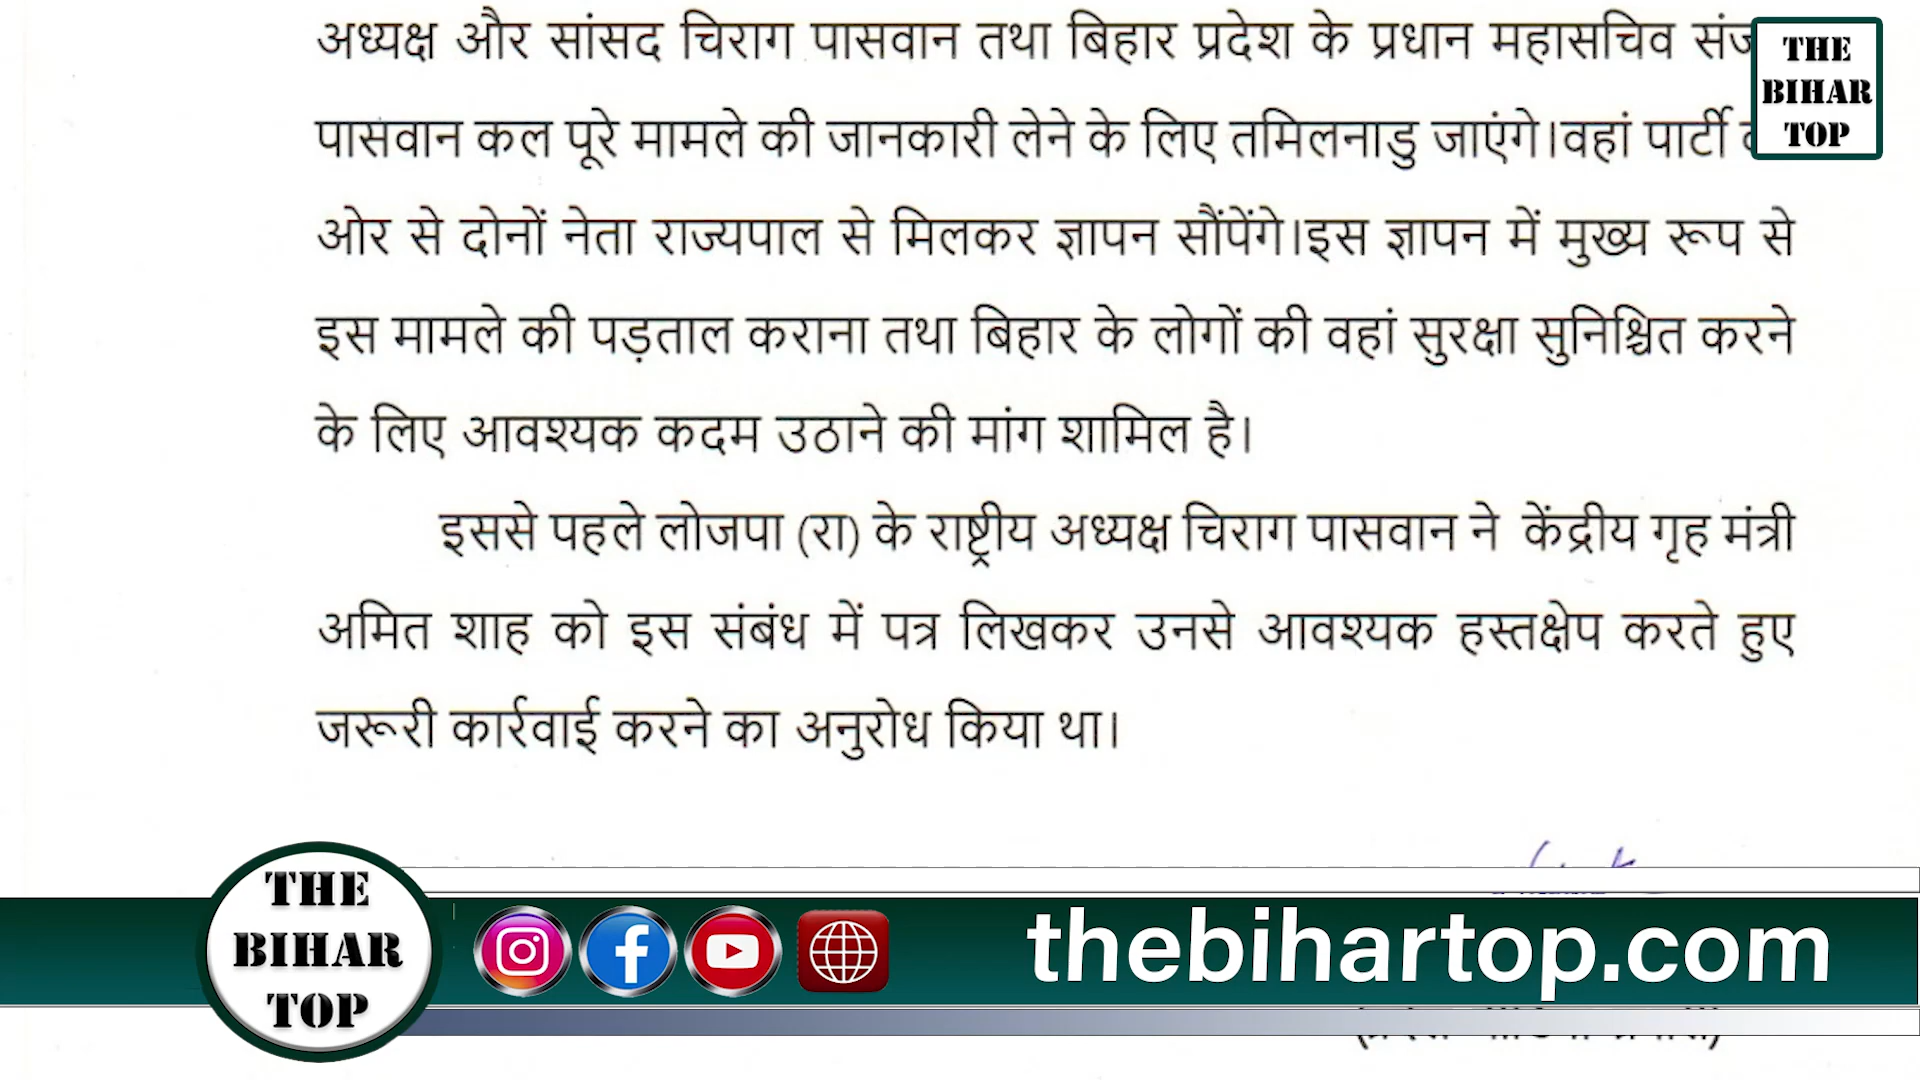 अध्यक्ष और सांसद चिराग पासवान तथा बिहार प्रदेश के प्रधान महासचिव
पासवान कल पूरे मामले की जानकारी लेने के लिए तमिलनाडु जाएंगे।वहां पार्टी
ओर से दोनों नेता राज्यपाल से मिलकर ज्ञापन सौंपेंगे।इस ज्ञापन में मुख्य रूप से
इस मामले की पड़ताल कराना तथा बिहार के लोगों की वहां सुरक्षा सुनिश्चित करने
के लिए आवश्यक कदम उठाने की मांग शामिल है।
इससे पहले लोजपा (रा) के राष्ट्रीय अध्यक्ष चिराग पासवान ने केंद्रीय गृह मंत्री
अमित शाह को इस संबंध में पत्र लिखकर उनसे आवश्यक हस्तक्षेप करते हुए
जरूरी कार्रवाई करने का अनुरोध किया था।
THE
BIHAR
TOP
THE
BIHAR
TOP
thebihartop.com